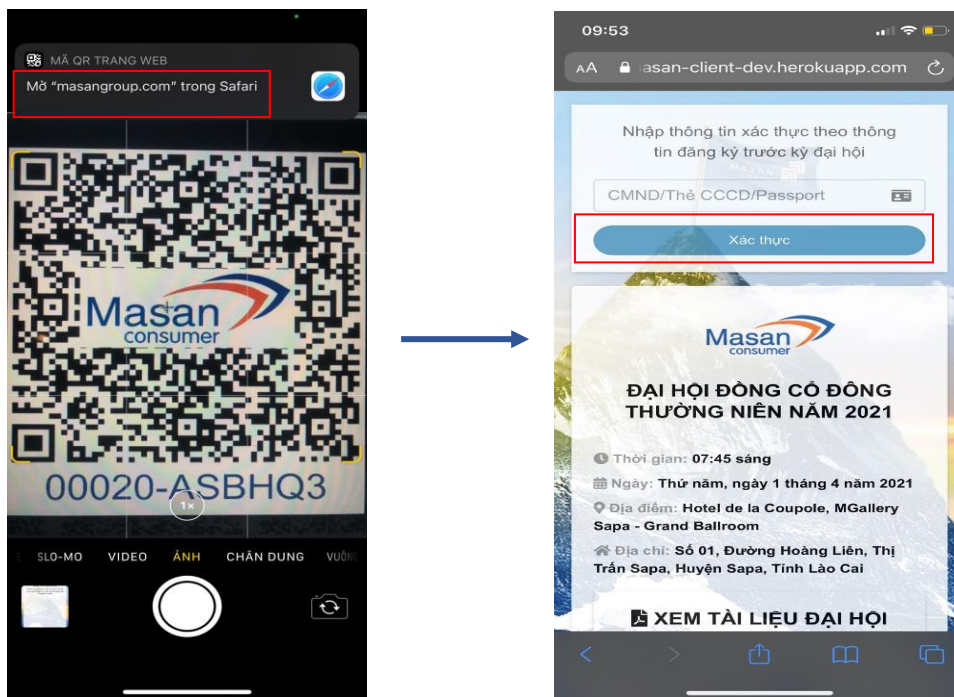 MÃ QR TRANG WEB
Mở “masangroup.com” trong Safari
Masan
consumer
00020-ASBHQ3
1x
SLO-MO VIDEO ẢNH CHÂN DUNG VUÔNG
09:53
AA asan-client-dev.herokuapp.com
Nhập thông tin xác thực theo thông
tin đăng ký trước kỳ đại hội
CMND/Thẻ CCCD/Passport
Xác thực
Masan
consumer
ĐẠI HỘI ĐỒNG CỔ ĐÔNG
THƯỜNG NIÊN NĂM 2021
Thời gian: 07:45 sáng
Ngày: Thứ năm, ngày 1 tháng 4 năm 2021
Địa điểm: Hotel de la Coupole, MGallery
Sapa - Grand Ballroom
Địa chỉ: Số 01, Đường Hoàng Liên, Thị
Trấn Sapa, Huyện Sapa, Tỉnh Lào Cai
XEM TÀI LIỆU ĐẠI HỘI